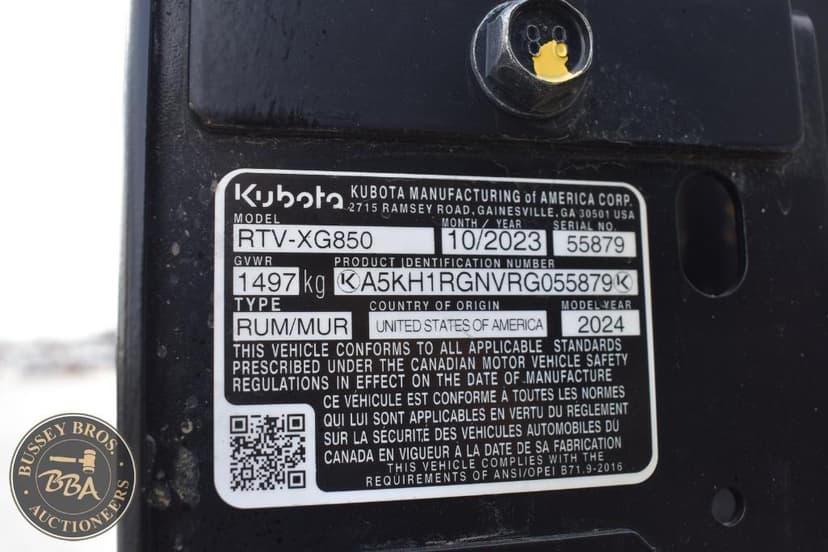 88
Kubota KUBOTA MANUFACTURING of AMERICA CORP.
2715 RAMSEY ROAD, GAINESVILLE, GA 30501 USA
MODEL MONTH / YEAR SERIAL NO.
RTV-XG850 10/2023 55879
GVWR PRODUCT IDENTIFICATION NUMBER
1497 kg K A5KH1RGNVRG055879 K
TYPE COUNTRY OF ORIGIN MODEL YEAR
RUM/MUR UNITED STATES OF AMERICA 2024
THIS VEHICLE CONFORMS TO ALL APPLICABLE STANDARDS
PRESCRIBED UNDER THE CANADIAN MOTOR VEHICLE SAFETY
REGULATIONS IN EFFECT ON THE DATE OF MANUFACTURE
CE VÉHICULE EST CONFORME À TOUTES LES NORMES
QUI LUI SONT APPLICABLES EN VERTU DU RÈGLEMENT
SUR LA SÉCURITÉ DES VÉHICULES AUTOMOBILES DU
CANADA EN VIGUEUR À LA DATE DE SA FABRICATION
THIS VEHICLE COMPLIES WITH THE
REQUIREMENTS OF ANSI/OPEI B71.9-2016
BUSSEY BROS.
BBA
AUCTIONEERS